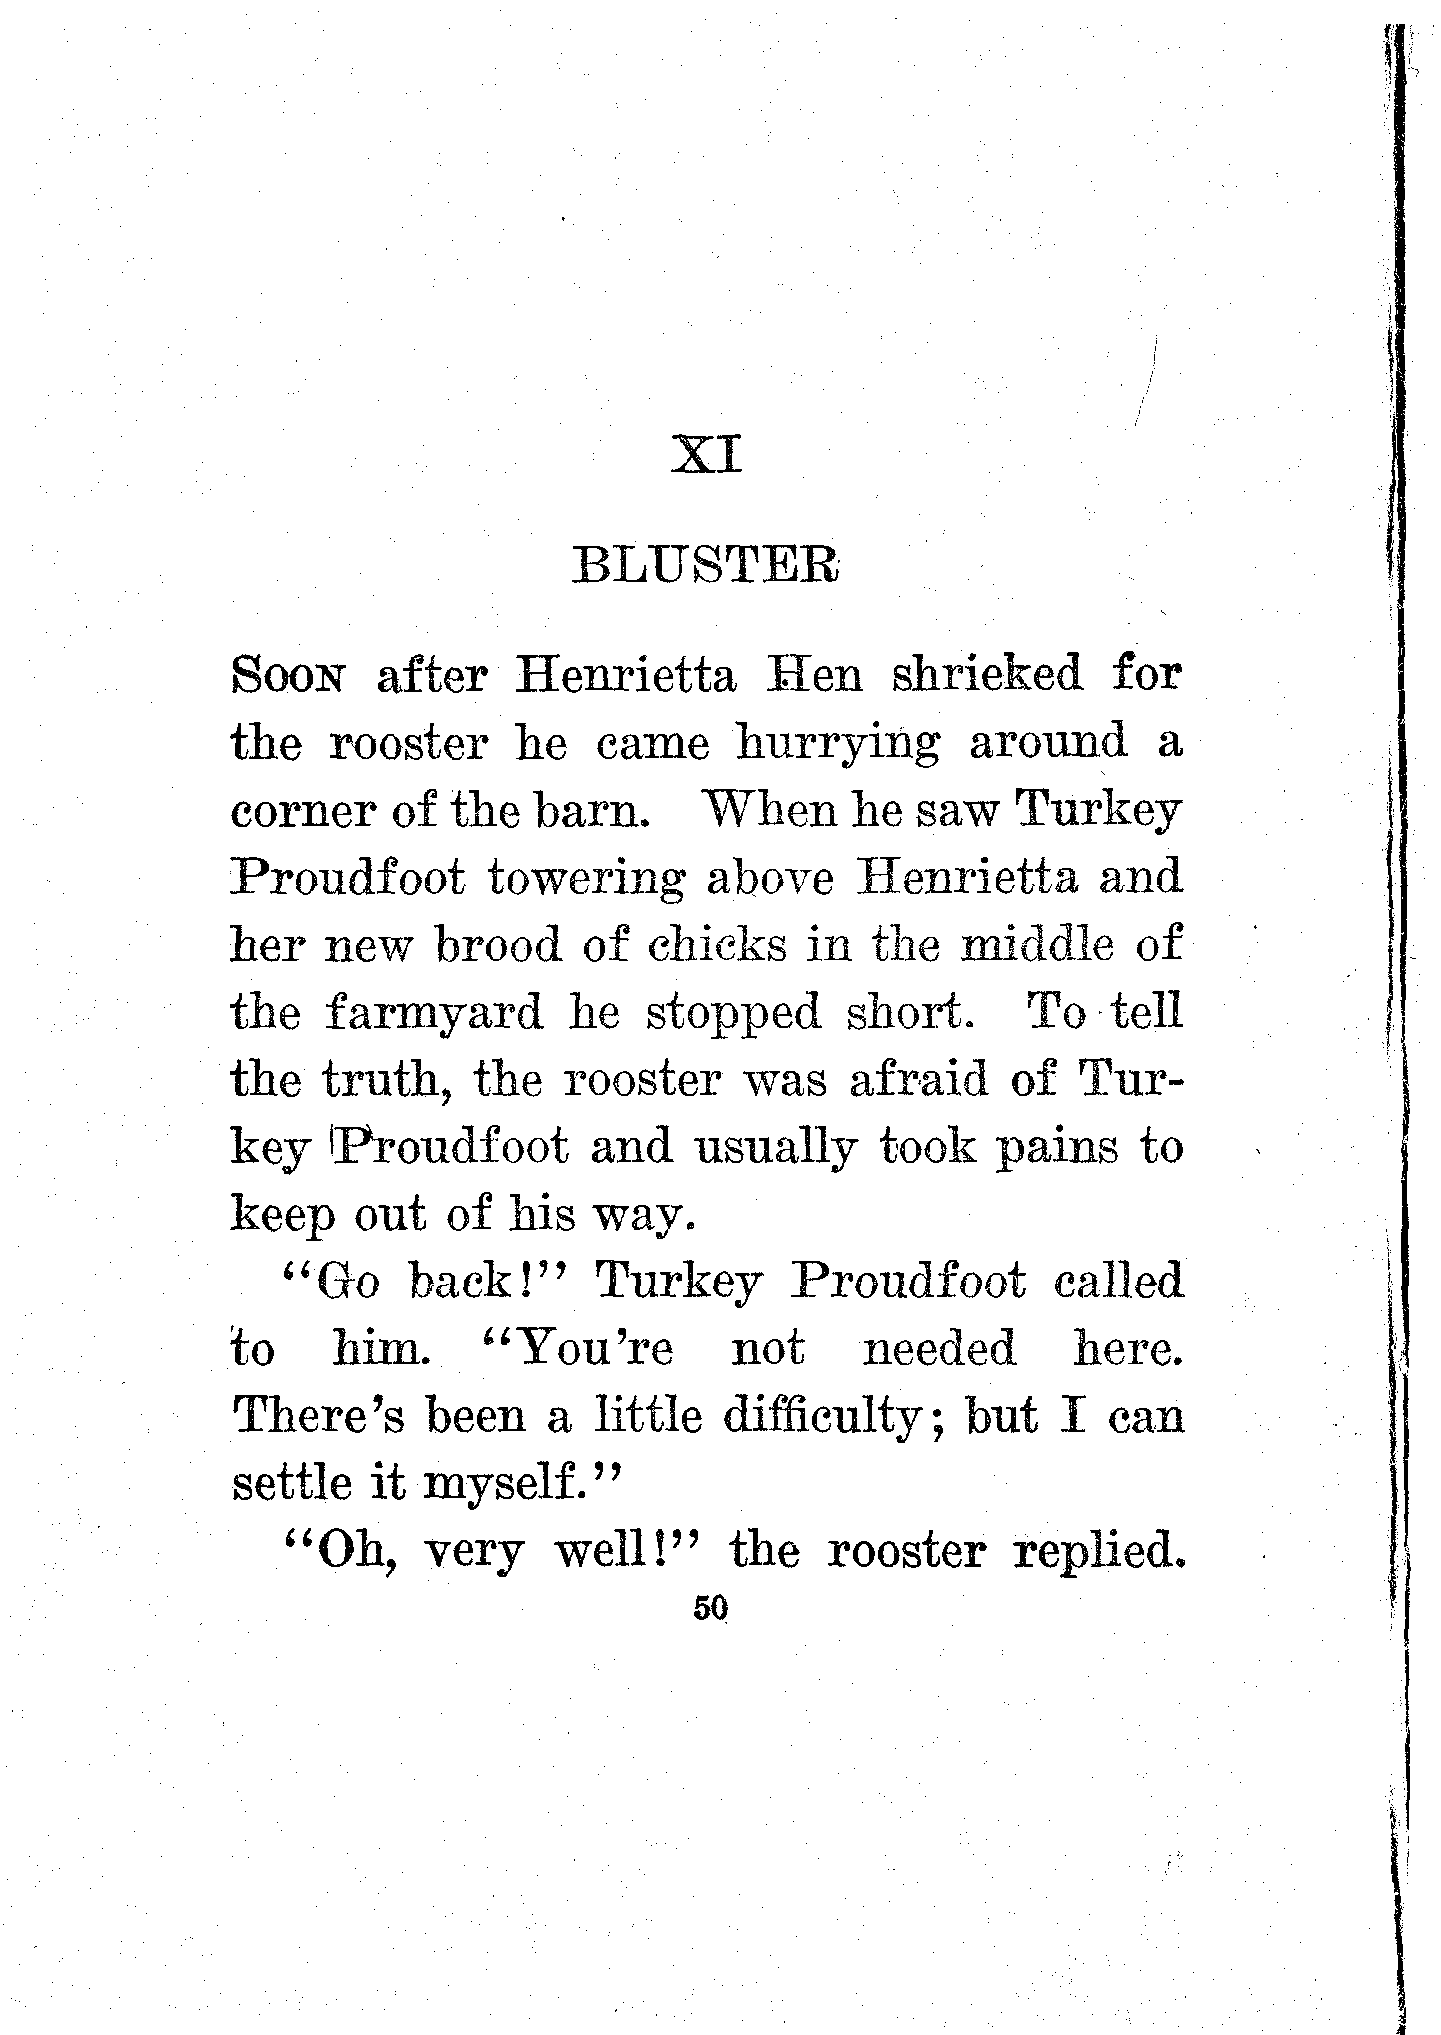 XI
BLUSTER
Soon after Henrietta Hen shrieked for
the rooster he came hurrying around a
corner of the barn. When he saw Turkey
Proudfoot towering above Henrietta and
her new brood of chicks in the middle of
the farmyard he stopped short. To tell
the truth, the rooster was afraid of Tur-
key Proudfoot and usually took pains to
keep out of his way.
"Go back!" Turkey Proudfoot called
to him. "You're not needed here.
There's been a little difficulty; but I can
settle it myself."
"Oh, very well!" the rooster replied.
50